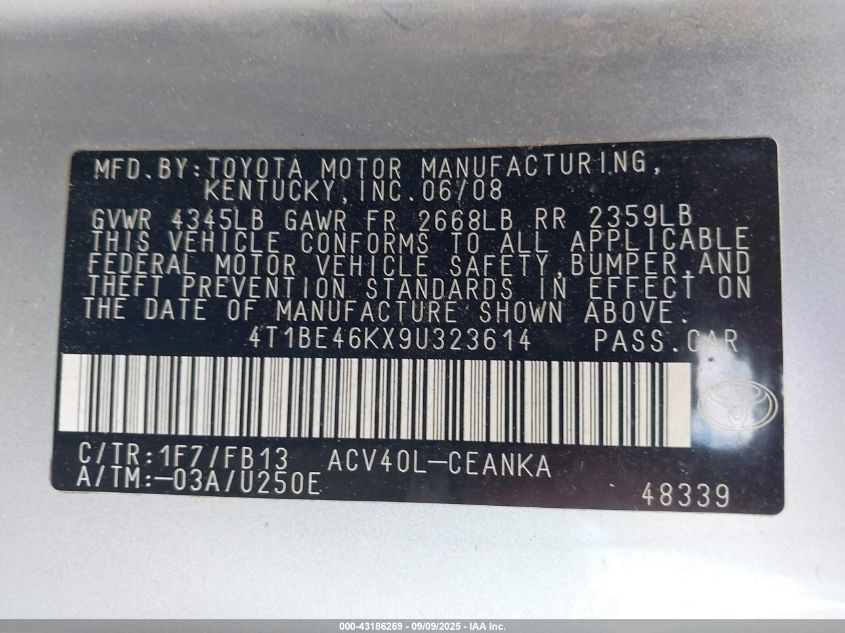 MFD.BY:TOYOTA MOTOR MANUFACTURING,
KENTUCKY,INC.06/08
GVWR 4345LB GAWR FR 2668LB RR 2359LB
THIS VEHICLE CONFORMS TO ALL APPLICABLE
FEDERAL MOTOR VEHICLE SAFETY,BUMPER,AND
THEFT PREVENTION STANDARDS IN EFFECT ON
THE DATE OF MANUFACTURE SHOWN ABOVE.
4T1BE46KX9U323614 PASS.CAR
C/TR:1F7/FB13 ACV40L-CEANKA
A/TM:-03A/U250E
48339
000-43186269 - 09/09/2025 - IAA Inc.